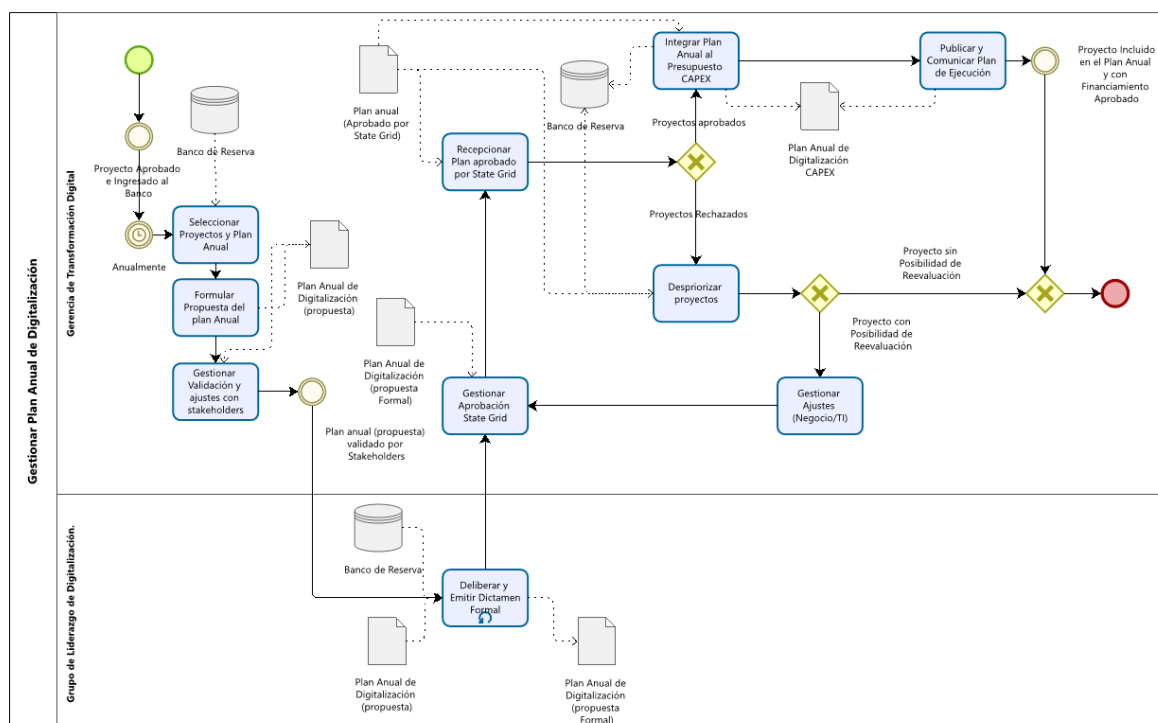 Gestionar Plan Anual de Digitalización
Gerencia de Transformación Digital
Proyecto Aprobado
e Ingresado al
Banco
Anualmente
Banco de Reserva
Seleccionar
Proyectos y Plan
Anual
Formular
Propuesta del
plan Anual
Gestionar
Validación y
ajustes con
stakeholders
Plan Anual de
Digitalización
(propuesta)
Plan anual (propuesta)
validado por
Stakeholders
Plan anual
(Aprobado por
State Grid)
Recepcionar
Plan aprobado
por State Grid
Plan Anual de
Digitalización
(propuesta
Formal)
Gestionar
Aprobación
State Grid
Banco de Reserva
Integrar Plan
Anual al
Presupuesto
CAPEX
Proyectos aprobados
Proyectos Rechazados
Despriorizar
proyectos
Plan Anual de
Digitalización
CAPEX
Publicar y
Comunicar Plan
de Ejecución
Proyecto Incluido
en el Plan Anual
y con
Financiamiento
Aprobado
Proyecto sin
Posibilidad de
Reevaluación
Proyecto con
Posibilidad de
Reevaluación
Gestionar
Ajustes
(Negocio/TI)
Grupo de Liderazgo de Digitalización.
Banco de Reserva
Plan Anual de
Digitalización
(propuesta)
Deliberar y
Emitir Dictamen
Formal
Plan Anual de
Digitalización
(propuesta
Formal)